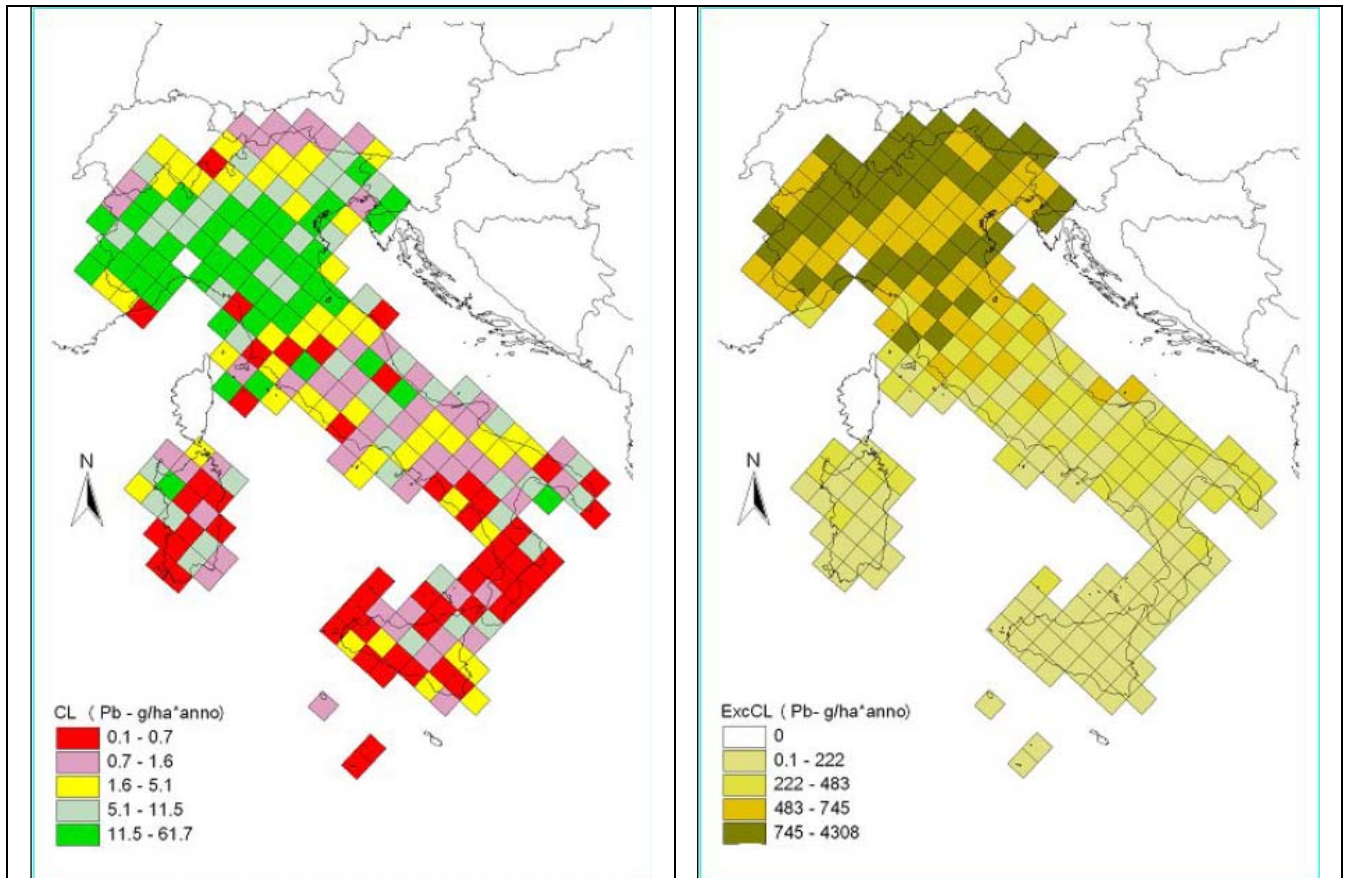 N
CL ( Pb - g/ha*anno)
0.1 - 0.7
0.7 - 1.6
1.6 - 5.1
5.1 - 11.5
11.5 - 61.7
N
ExcCL ( Pb- g/ha*anno)
0
0.1 - 222
222 - 483
483 - 745
745 - 4308